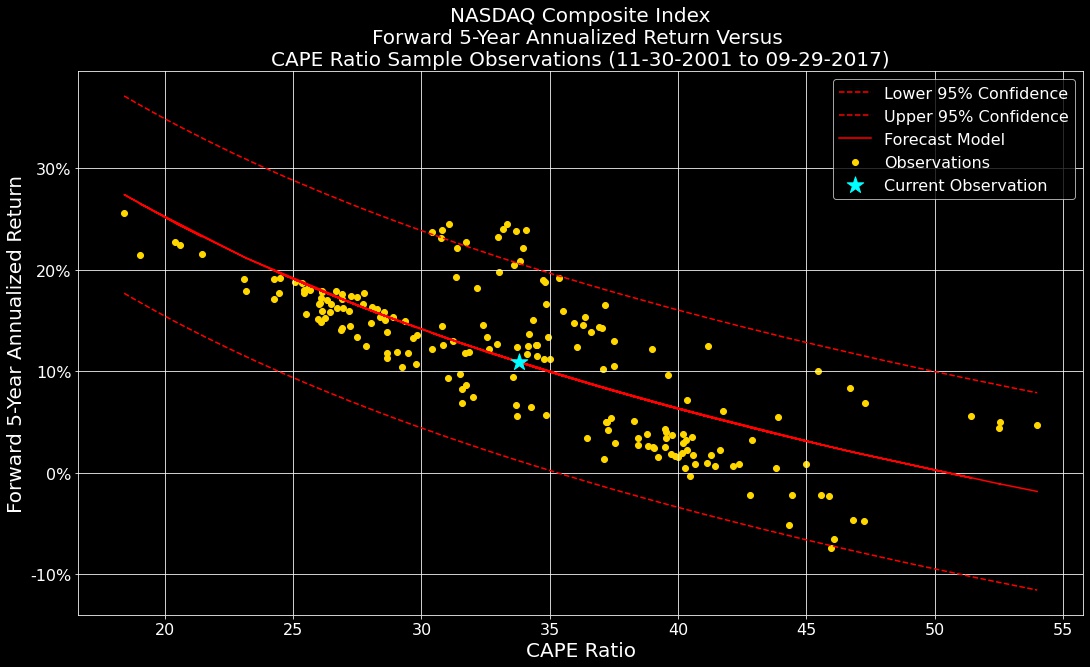 NASDAQ Composite Index
Forward 5-Year Annualized Return Versus
CAPE Ratio Sample Observations (11-30-2001 to 09-29-2017)
Lower 95% Confidence
Upper 95% Confidence
Forecast Model
Observations
Current Observation
Forward 5-Year Annualized Return
30%
20%
10%
0%
-10%
20 25 30 35 40 45 50 55
CAPE Ratio